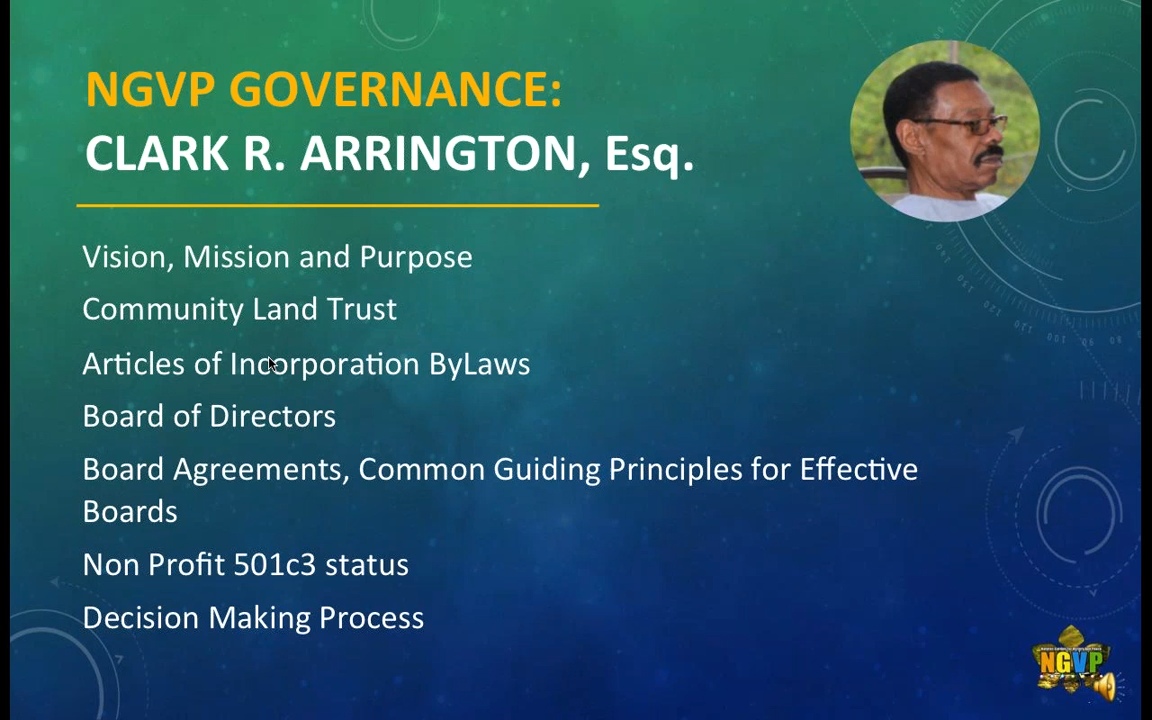 NGVP GOVERNANCE:
CLARK R. ARRINGTON, Esq.
Vision, Mission and Purpose
Community Land Trust
Articles of Incorporation ByLaws
Board of Directors
Board Agreements, Common Guiding Principles for Effective
Boards
Non Profit 501c3 status
Decision Making Process
NGVP